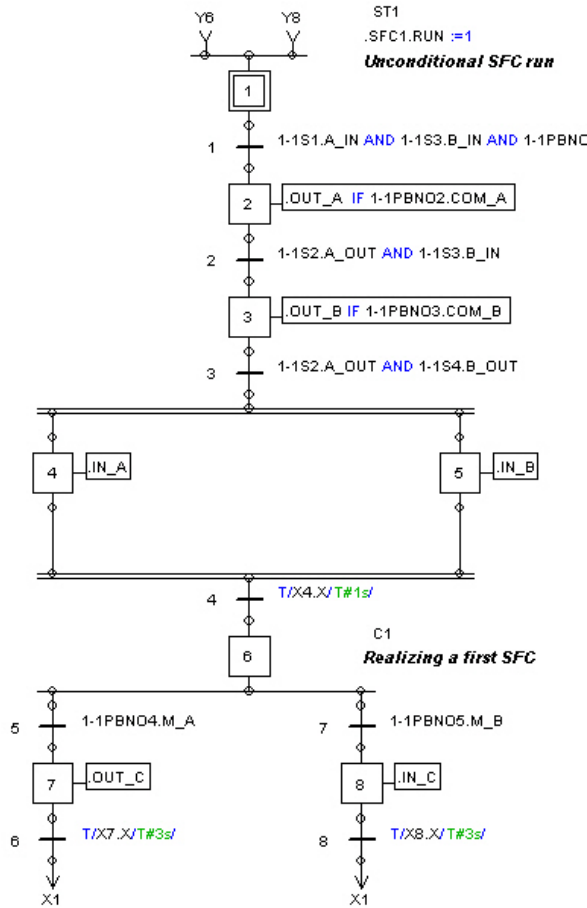 Y6 Y8 ST1
.SFC1.RUN :=1
Unconditional SFC run
1
1 1-1S1.A_IN AND 1-1S3.B_IN AND 1-1PBNO
2 .OUT_A IF 1-1PBNO2.COM_A
2 1-1S2.A_OUT AND 1-1S3.B_IN
3 .OUT_B IF 1-1PBNO3.COM_B
3 1-1S2.A_OUT AND 1-1S4.B_OUT
4 .IN_A 5 .IN_B
4 T/X4.X/T#1s/
6 C1
Realizing a first SFC
5 1-1PBNO4.M_A 7 1-1PBNO5.M_B
7 .OUT_C 8 .IN_C
6 T/X7.X/T#3s/ 8 T/X8.X/T#3s/
X1 X1